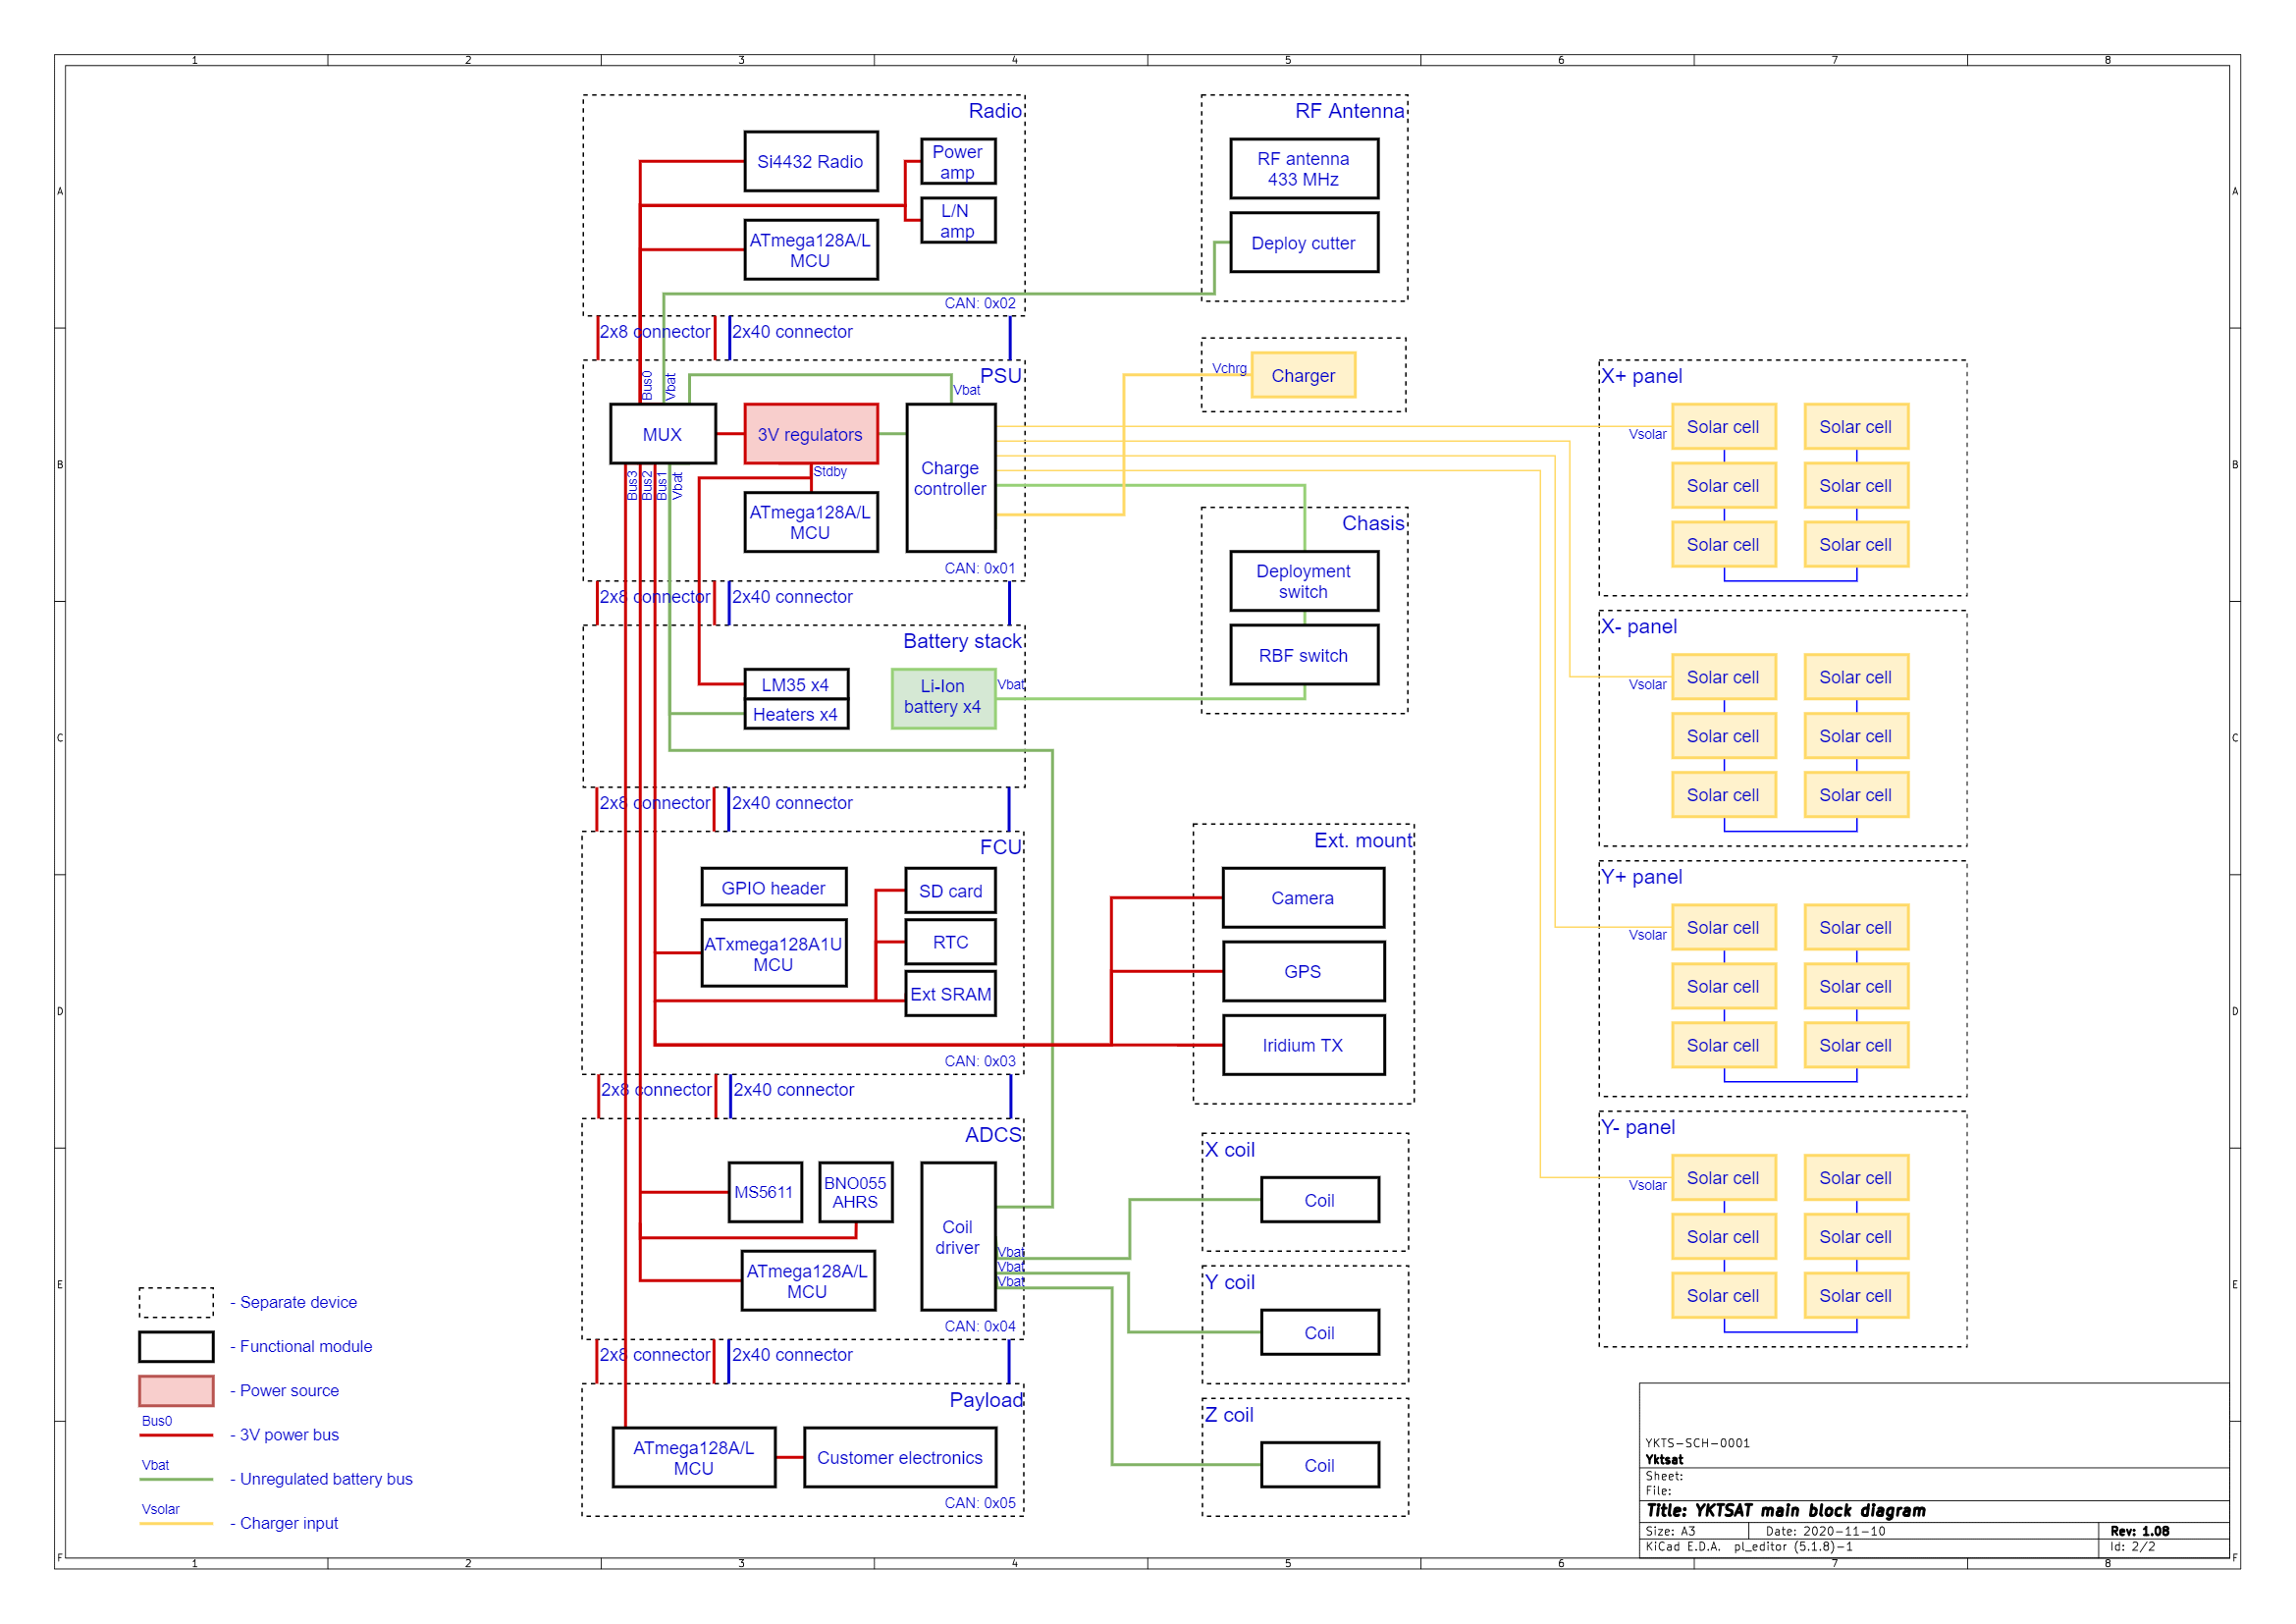 1 2 3 4 5 6 7 8
A
B
C
D
E
F
Radio
Si4432 Radio
Power
amp
L/N
amp
ATmega128A/L
MCU
CAN: 0x02
RF Antenna
RF antenna
433 MHz
Deploy cutter
2x8 connector
2x40 connector
PSU
Bus0
Vbat
Vbat
MUX
3V regulators
Stdby
Charge
controller
ATmega128A/L
MCU
Bus3
Bus2
Bus1
Vbat
CAN: 0x01
Vchrg
Charger
Chasis
Deployment
switch
RBF switch
2x8 connector
2x40 connector
Battery stack
LM35 x4
Heaters x4
Li-Ion
battery x4
Vbat
2x8 connector
2x40 connector
FCU
GPIO header
SD card
ATxmega128A1U
MCU
RTC
Ext SRAM
CAN: 0x03
Ext. mount
Camera
GPS
Iridium TX
2x8 connector
2x40 connector
ADCS
MS5611
BNO055
AHRS
Coil
driver
ATmega128A/L
MCU
Vbat
Vbat
Vbat
CAN: 0x04
X coil
Coil
Y coil
Coil
Z coil
Coil
2x8 connector
2x40 connector
Payload
ATmega128A/L
MCU
Customer electronics
CAN: 0x05
X+ panel
Vsolar
Solar cell Solar cell
Solar cell Solar cell
Solar cell Solar cell
X- panel
Vsolar
Solar cell Solar cell
Solar cell Solar cell
Solar cell Solar cell
Y+ panel
Vsolar
Solar cell Solar cell
Solar cell Solar cell
Solar cell Solar cell
Y- panel
Vsolar
Solar cell Solar cell
Solar cell Solar cell
Solar cell Solar cell
- Separate device
- Functional module
- Power source
Bus0
- 3V power bus
Vbat
- Unregulated battery bus
Vsolar
- Charger input
YKTS-SCH-0001
Yktsat
Sheet:
File:
Title: YKTSAT main block diagram
Size: A3 Date: 2020-11-10 Rev: 1.08
KiCad E.D.A. pl_editor (5.1.8)-1 Id: 2/2
A
B
C
D
E
F
1 2 3 4 5 6 7 8